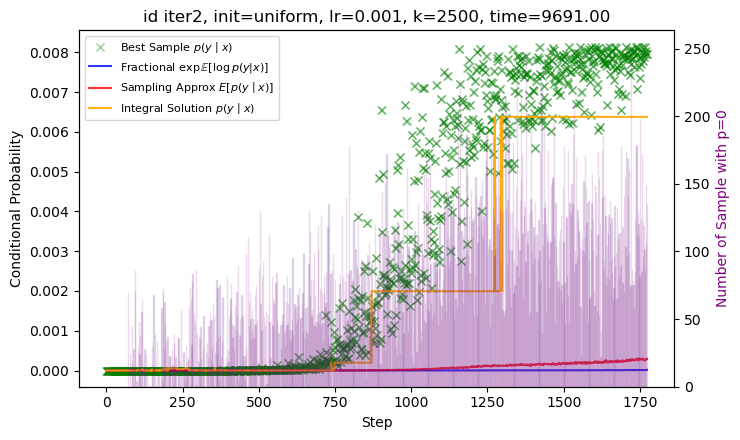 id iter2, init=uniform, lr=0.001, k=2500, time=9691.00
Best Sample p(y | x)
Fractional exp𝔼[log p(y|x)]
Sampling Approx E[p(y | x)]
Integral Solution p(y | x)
Conditional Probability
0.008
0.007
0.006
0.005
0.004
0.003
0.002
0.001
0.000
250
200
150
100
50
0
Number of Sample with p=0
0
250
500
750
1000
1250
1500
1750
Step